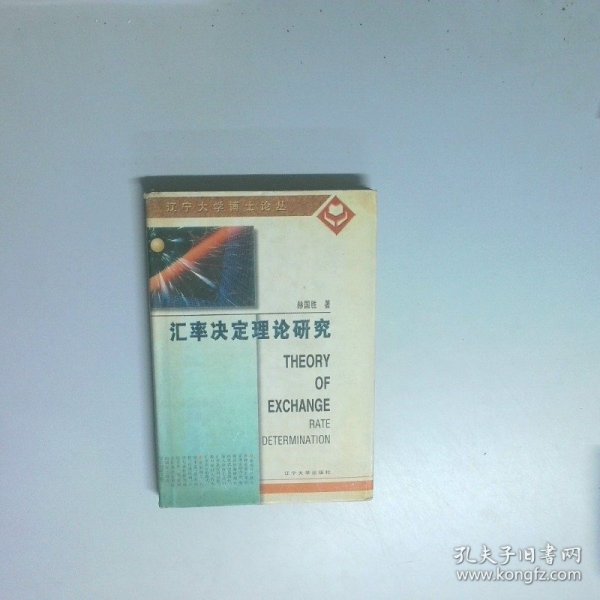 辽宁大学博士论丛
赫国胜 著
汇率决定理论研究
THEORY
OF
EXCHANGE
RATE
DETERMINATION
辽宁大学出版社
孔夫子旧书网
www.kongfz.com